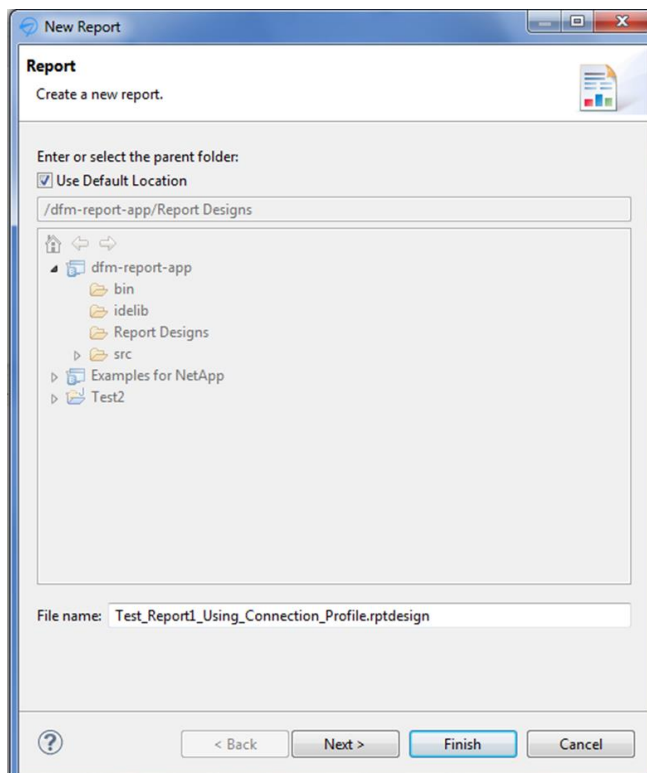 New Report
Report
Create a new report.
Enter or select the parent folder:
Use Default Location
/dfm-report-app/Report Designs
dfm-report-app
bin
idelib
Report Designs
src
Examples for NetApp
Test2
File name: Test_Report1_Using_Connection_Profile.rptdesign
? < Back Next > Finish Cancel